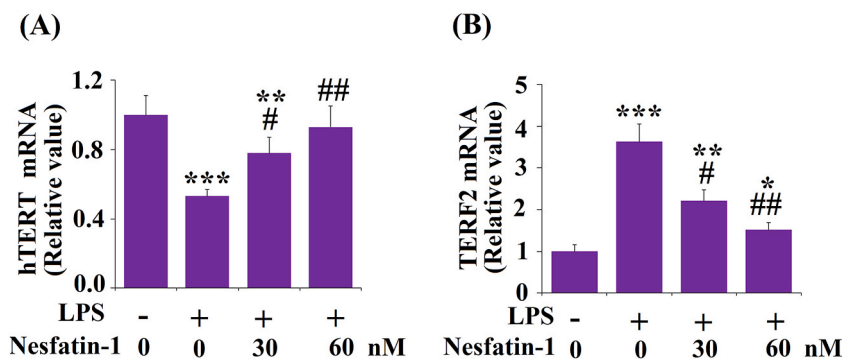 (A)
hTERT mRNA
(Relative value)
1.2
0.8
0.4
0.0
***
**
#
##
LPS - + + +
Nesfatin-1 0 0 30 60 nM
(B)
TERF2 mRNA
(Relative value)
5
4
3
2
1
0
***
**
#
*
##
LPS - + + +
Nesfatin-1 0 0 30 60 nM